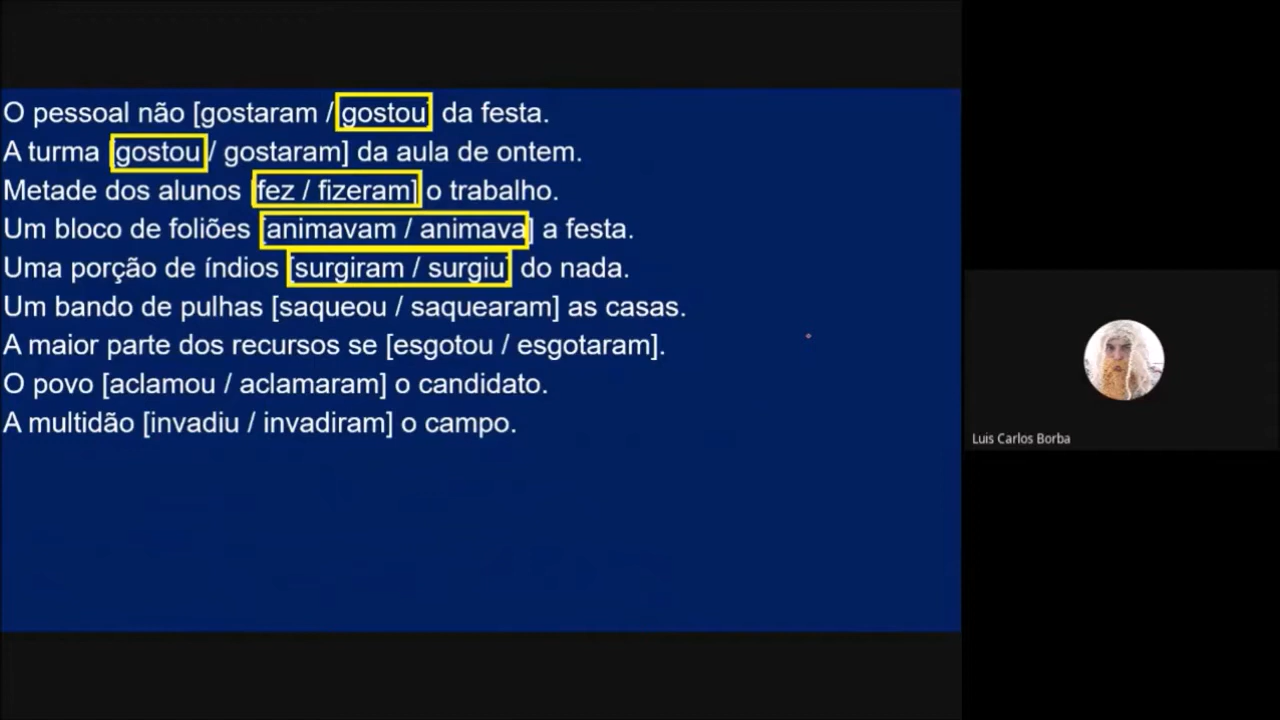 O pessoal não [gostaram / gostou] da festa.
A turma [gostou / gostaram] da aula de ontem.
Metade dos alunos [fez / fizeram] o trabalho.
Um bloco de foliões [animavam / animava] a festa.
Uma porção de índios [surgiram / surgiu] do nada.
Um bando de pulhas [saqueou / saquearam] as casas.
A maior parte dos recursos se [esgotou / esgotaram].
O povo [aclamou / aclamaram] o candidato.
A multidão [invadiu / invadiram] o campo.
Luis Carlos Borba